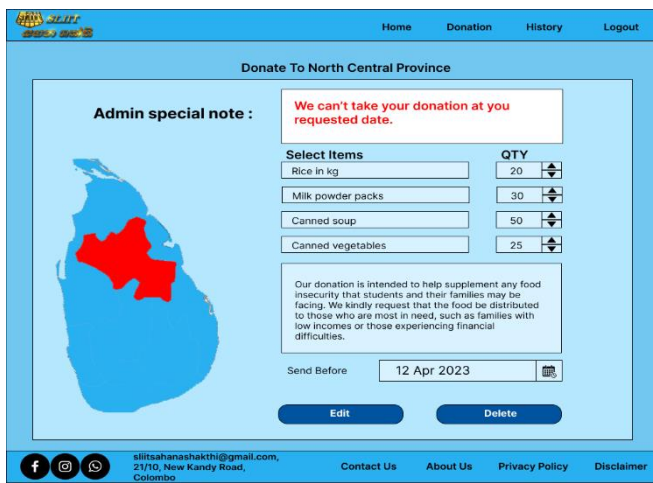 SLIIT
Home Donation History Logout
Donate To North Central Province
Admin special note :
We can't take your donation at you
requested date.
Select Items QTY
Rice in kg 20
Milk powder packs 30
Canned soup 50
Canned vegetables 25
Our donation is intended to help supplement any food
insecurity that students and their families may be
facing. We kindly request that the food be distributed
to those who are most in need, such as families with
low incomes or those experiencing financial
difficulties.
Send Before 12 Apr 2023
Edit Delete
sliitsahanashakthi@gmail.com,
21/10, New Kandy Road,
Colombo
Contact Us About Us Privacy Policy Disclaimer